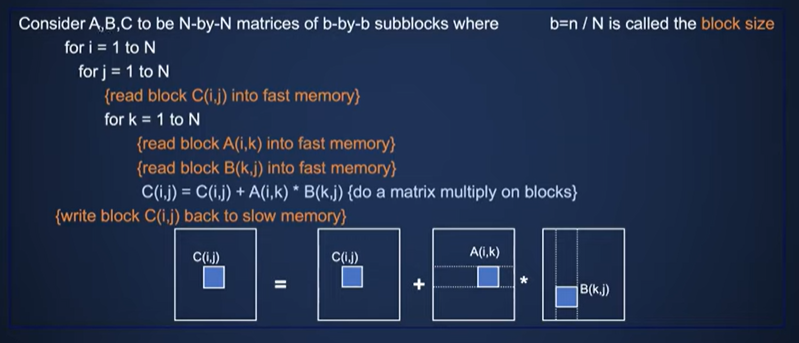 Consider A,B,C to be N-by-N matrices of b-by-b subblocks where b=n / N is called the block size
for i = 1 to N
for j = 1 to N
{read block C(i,j) into fast memory}
for k = 1 to N
{read block A(i,k) into fast memory}
{read block B(k,j) into fast memory}
C(i,j) = C(i,j) + A(i,k) * B(k,j) {do a matrix multiply on blocks}
{write block C(i,j) back to slow memory}
C(i,j) = C(i,j) + A(i,k) * B(k,j)